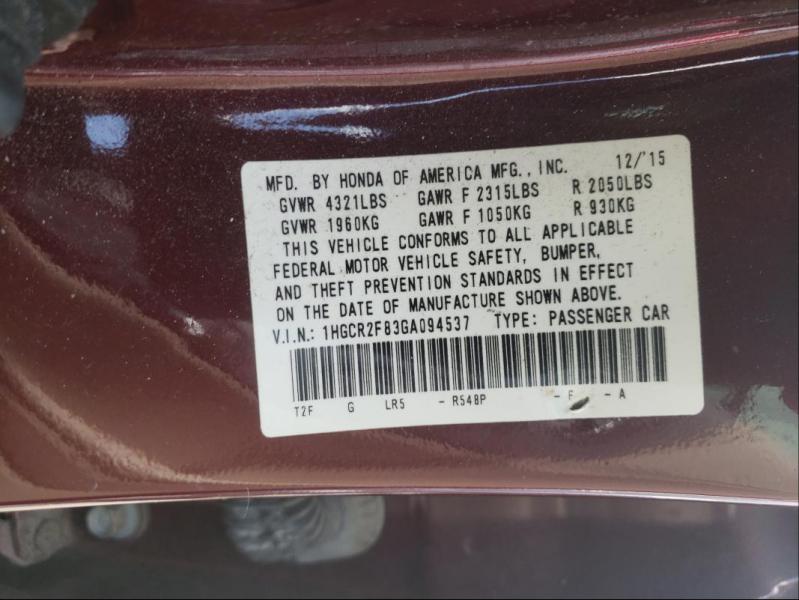 MFD. BY HONDA OF AMERICA MFG., INC. 12/'15
GVWR 4321LBS GAWR F 2315LBS R 2050LBS
GVWR 1960KG GAWR F 1050KG R 930KG
THIS VEHICLE CONFORMS TO ALL APPLICABLE
FEDERAL MOTOR VEHICLE SAFETY, BUMPER,
AND THEFT PREVENTION STANDARDS IN EFFECT
ON THE DATE OF MANUFACTURE SHOWN ABOVE.
V.I.N.: 1HGCR2F83GA094537 TYPE: PASSENGER CAR
T2F G LR5 - R548P - F - A